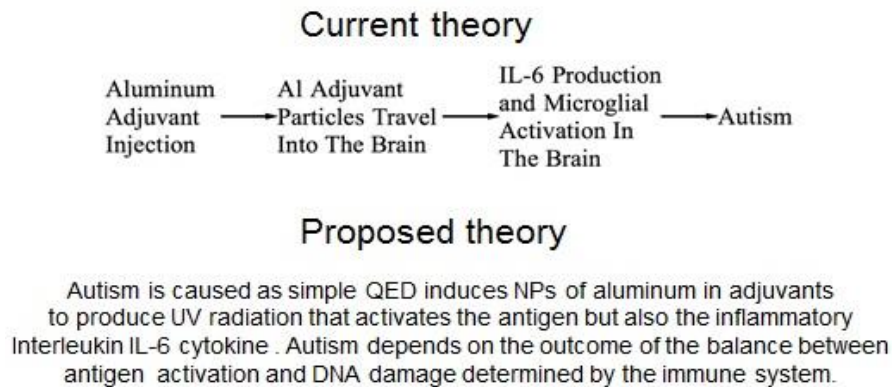 Current theory
Aluminum Adjuvant Injection
Al Adjuvant Particles Travel Into The Brain
IL-6 Production and Microglial Activation In The Brain
Autism
Proposed theory
Autism is caused as simple QED induces NPs of aluminum in adjuvants
to produce UV radiation that activates the antigen but also the inflammatory
Interleukin IL-6 cytokine . Autism depends on the outcome of the balance between
antigen activation and DNA damage determined by the immune system.